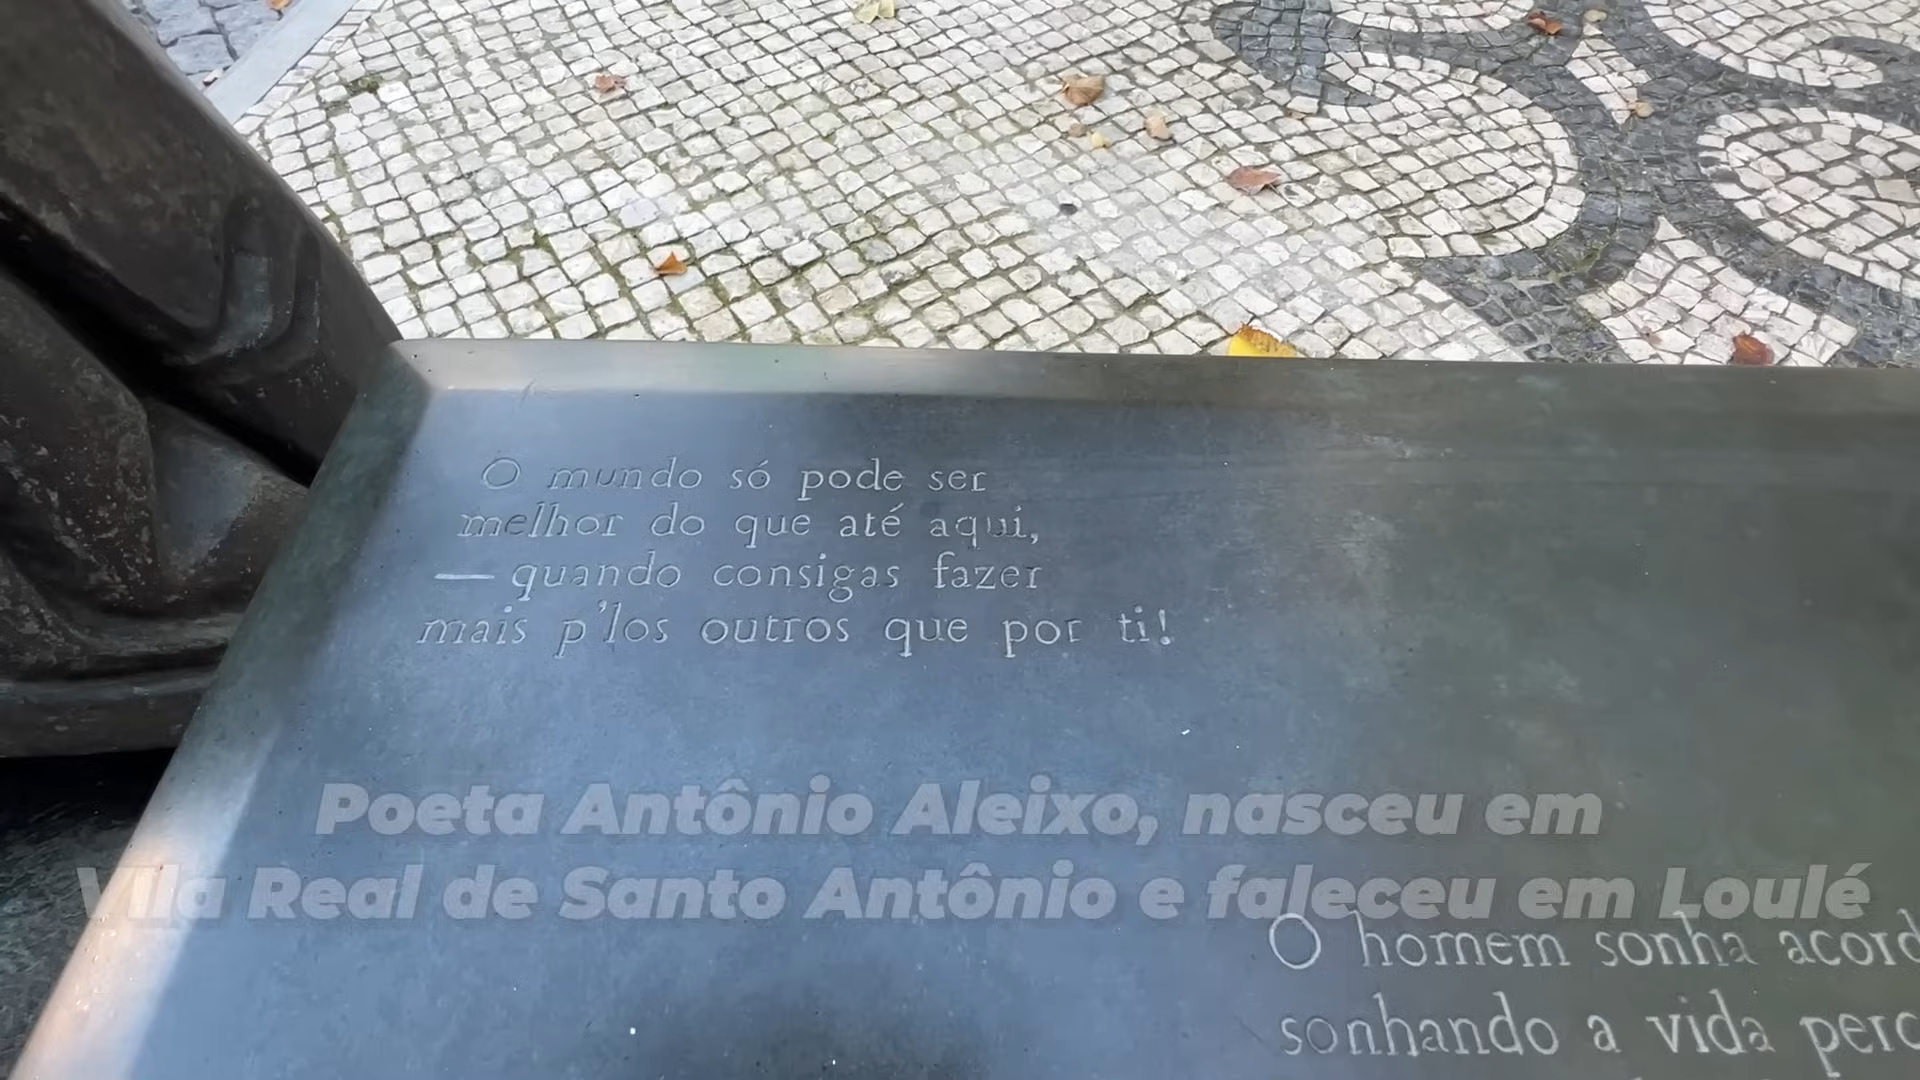 O mundo só pode ser
melhor do que até aqui,
— quando consigas fazer
mais p'los outros que por ti!
Poeta Antônio Aleixo, nasceu em
Vila Real de Santo Antônio e faleceu em Loulé
O homem sonha
sonhando a vida